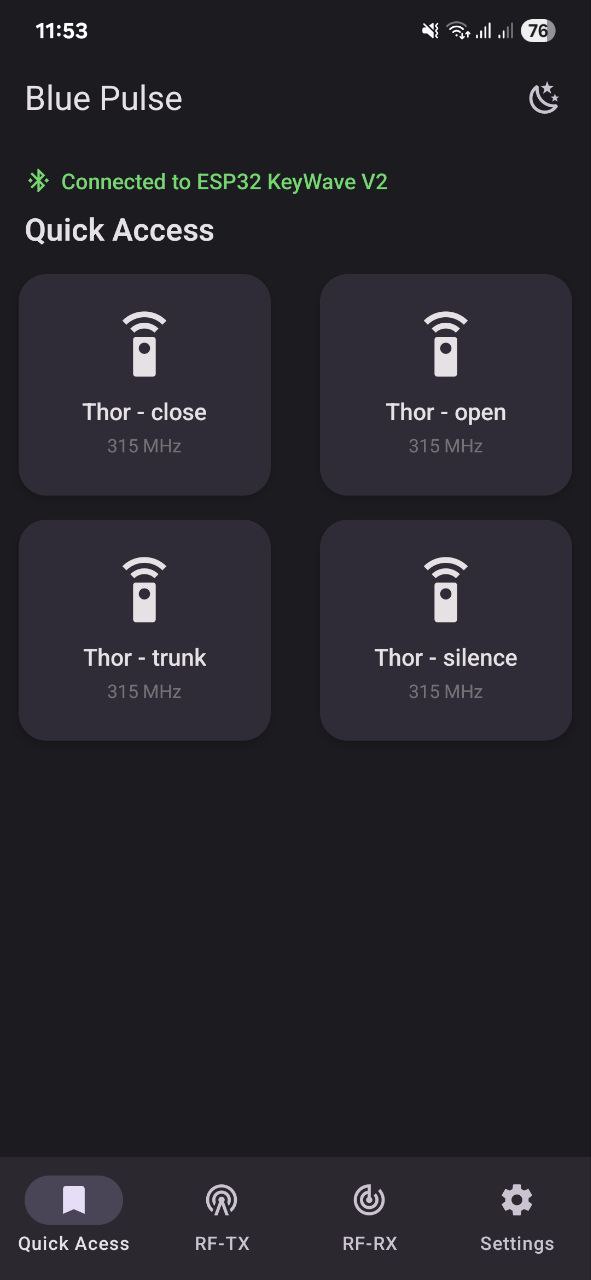 11:53
76
Blue Pulse
Connected to ESP32 KeyWave V2
Quick Access
Thor - close
315 MHz
Thor - open
315 MHz
Thor - trunk
315 MHz
Thor - silence
315 MHz
Quick Acess
RF-TX
RF-RX
Settings